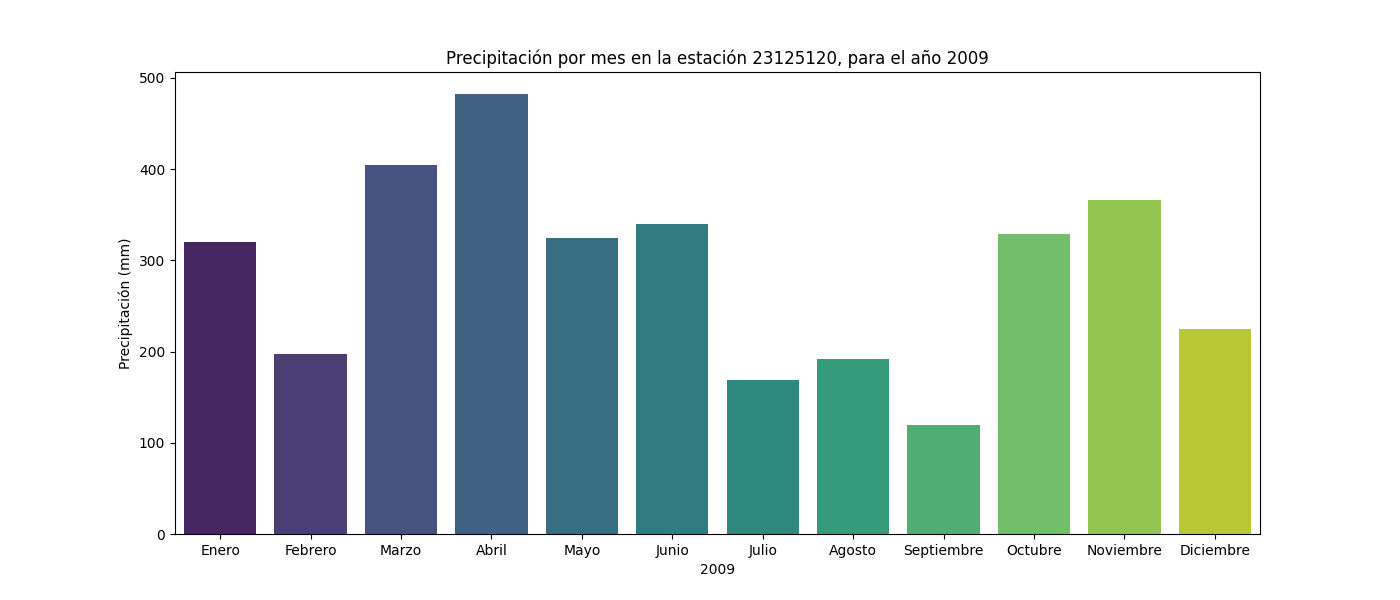 Precipitación por mes en la estación 23125120, para el año 2009
Precipitación (mm)
500
400
300
200
100
0
Enero Febrero Marzo Abril Mayo Junio Julio Agosto Septiembre Octubre Noviembre Diciembre
2009